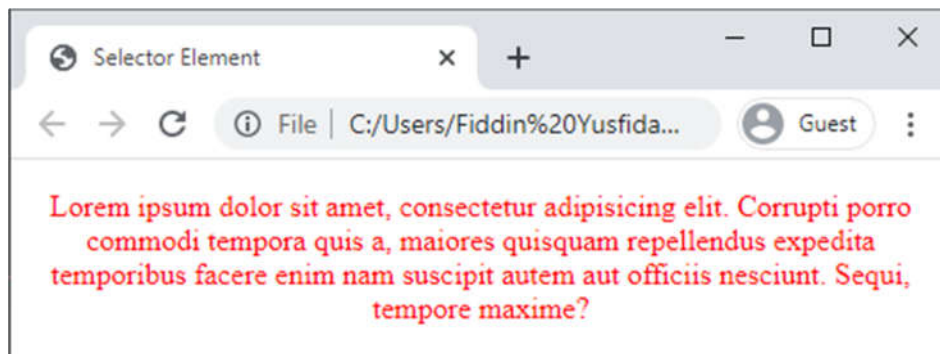 Selector Element
File | C:/Users/Fiddin%20Yusfida... Guest
Lorem ipsum dolor sit amet, consectetur adipisicing elit. Corrupti porro
commodi tempora quis a, maiores quisquam repellendus expedita
temporibus facere enim nam suscipit autem aut officiis nesciunt. Sequi,
tempore maxime?